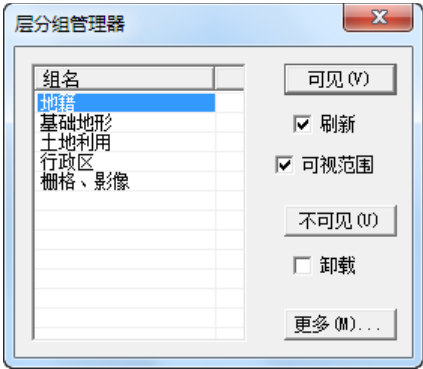 层分组管理器
组名
地籍
基础地形
土地利用
行政区
栅格、影像
可见(V)
刷新
可视范围
不可见(U)
卸载
更多(M)...